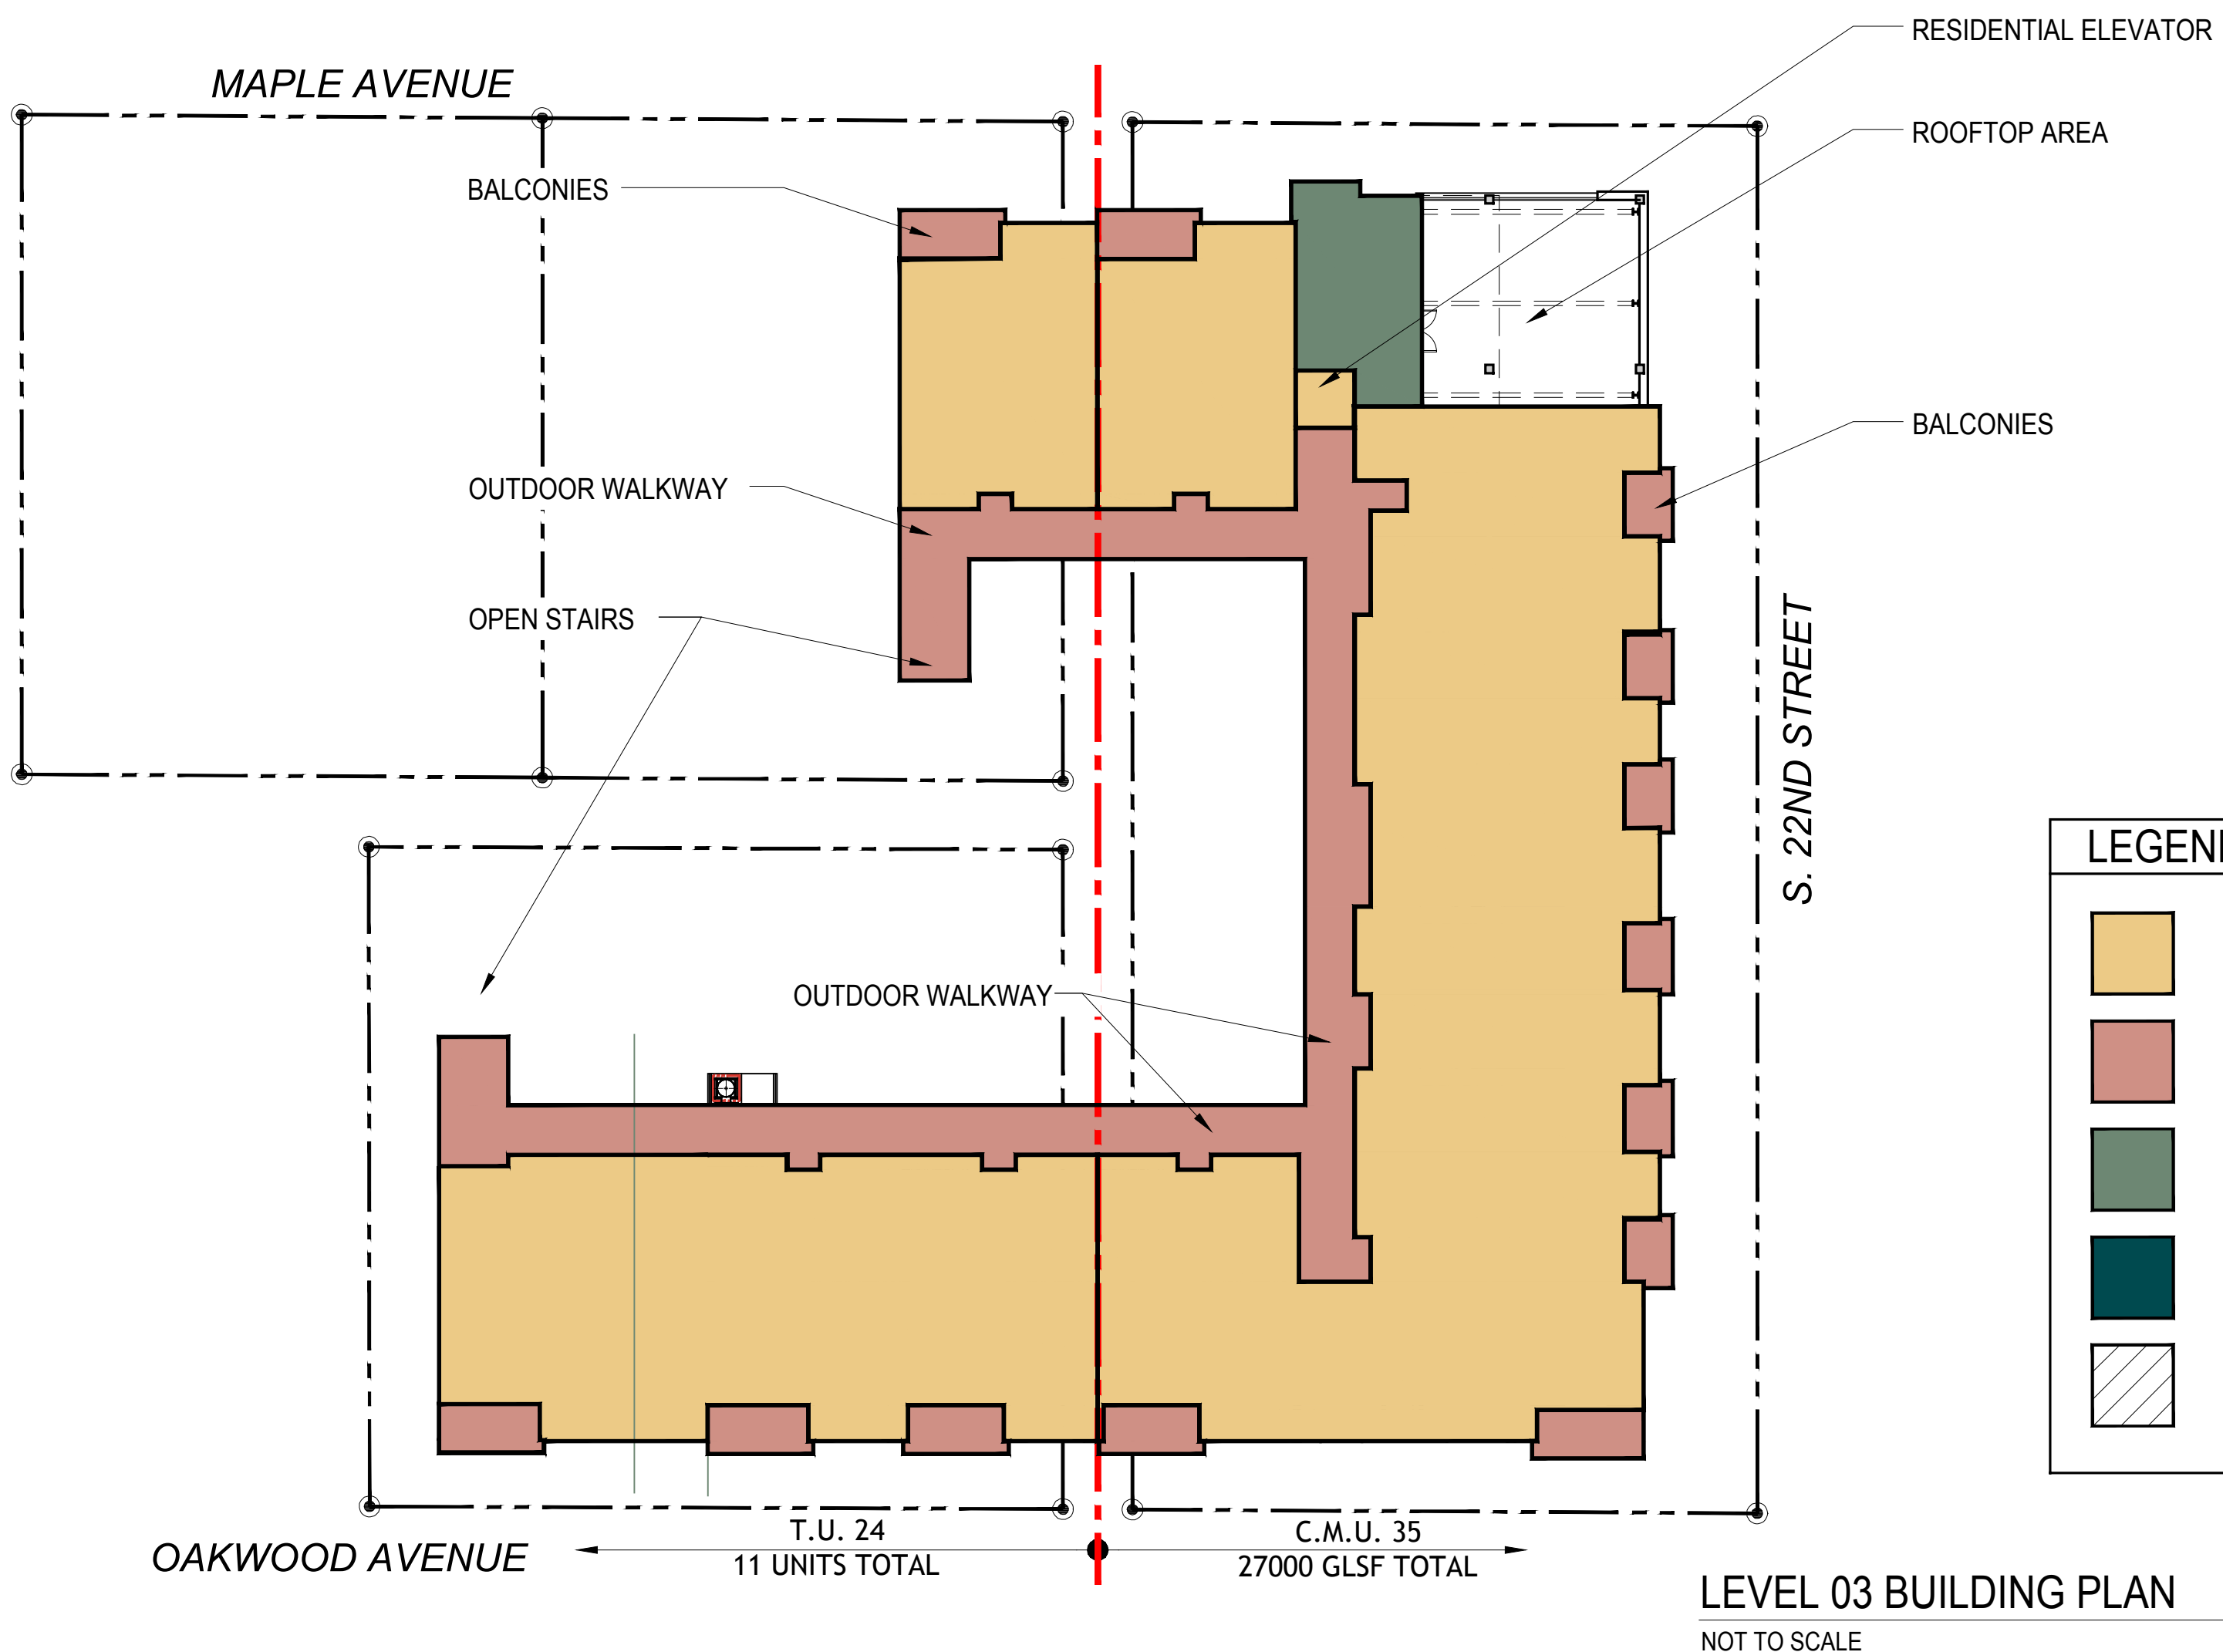 RESIDENTIAL ELEVATOR
MAPLE AVENUE
ROOFTOP AREA
BALCONIES
BALCONIES
OUTDOOR WALKWAY
OPEN STAIRS
S. 22ND STREET
LEGEN
OUTDOOR WALKWAY
T.U. 24
11 UNITS TOTAL
C.M.U. 35
27000 GLSF TOTAL
OAKWOOD AVENUE
LEVEL 03 BUILDING PLAN
NOT TO SCALE